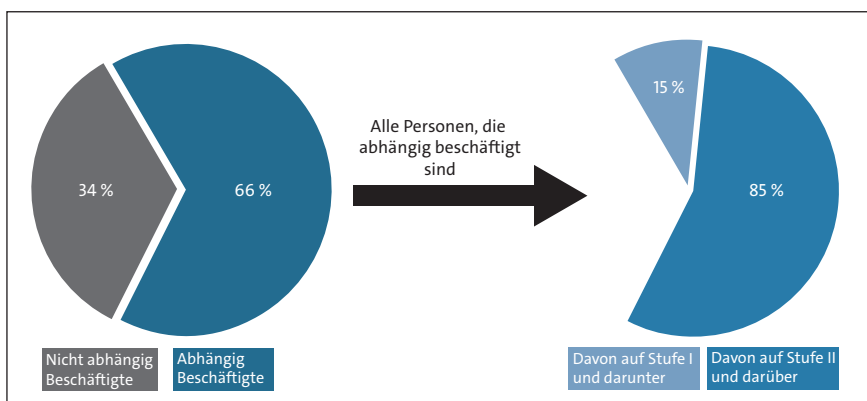 34 %
66 %
Nicht abhängig
Beschäftigte
Abhängig
Beschäftigte
Alle Personen, die
abhängig beschäftigt
sind
15 %
85 %
Davon auf Stufe I
und darunter
Davon auf Stufe II
und darüber